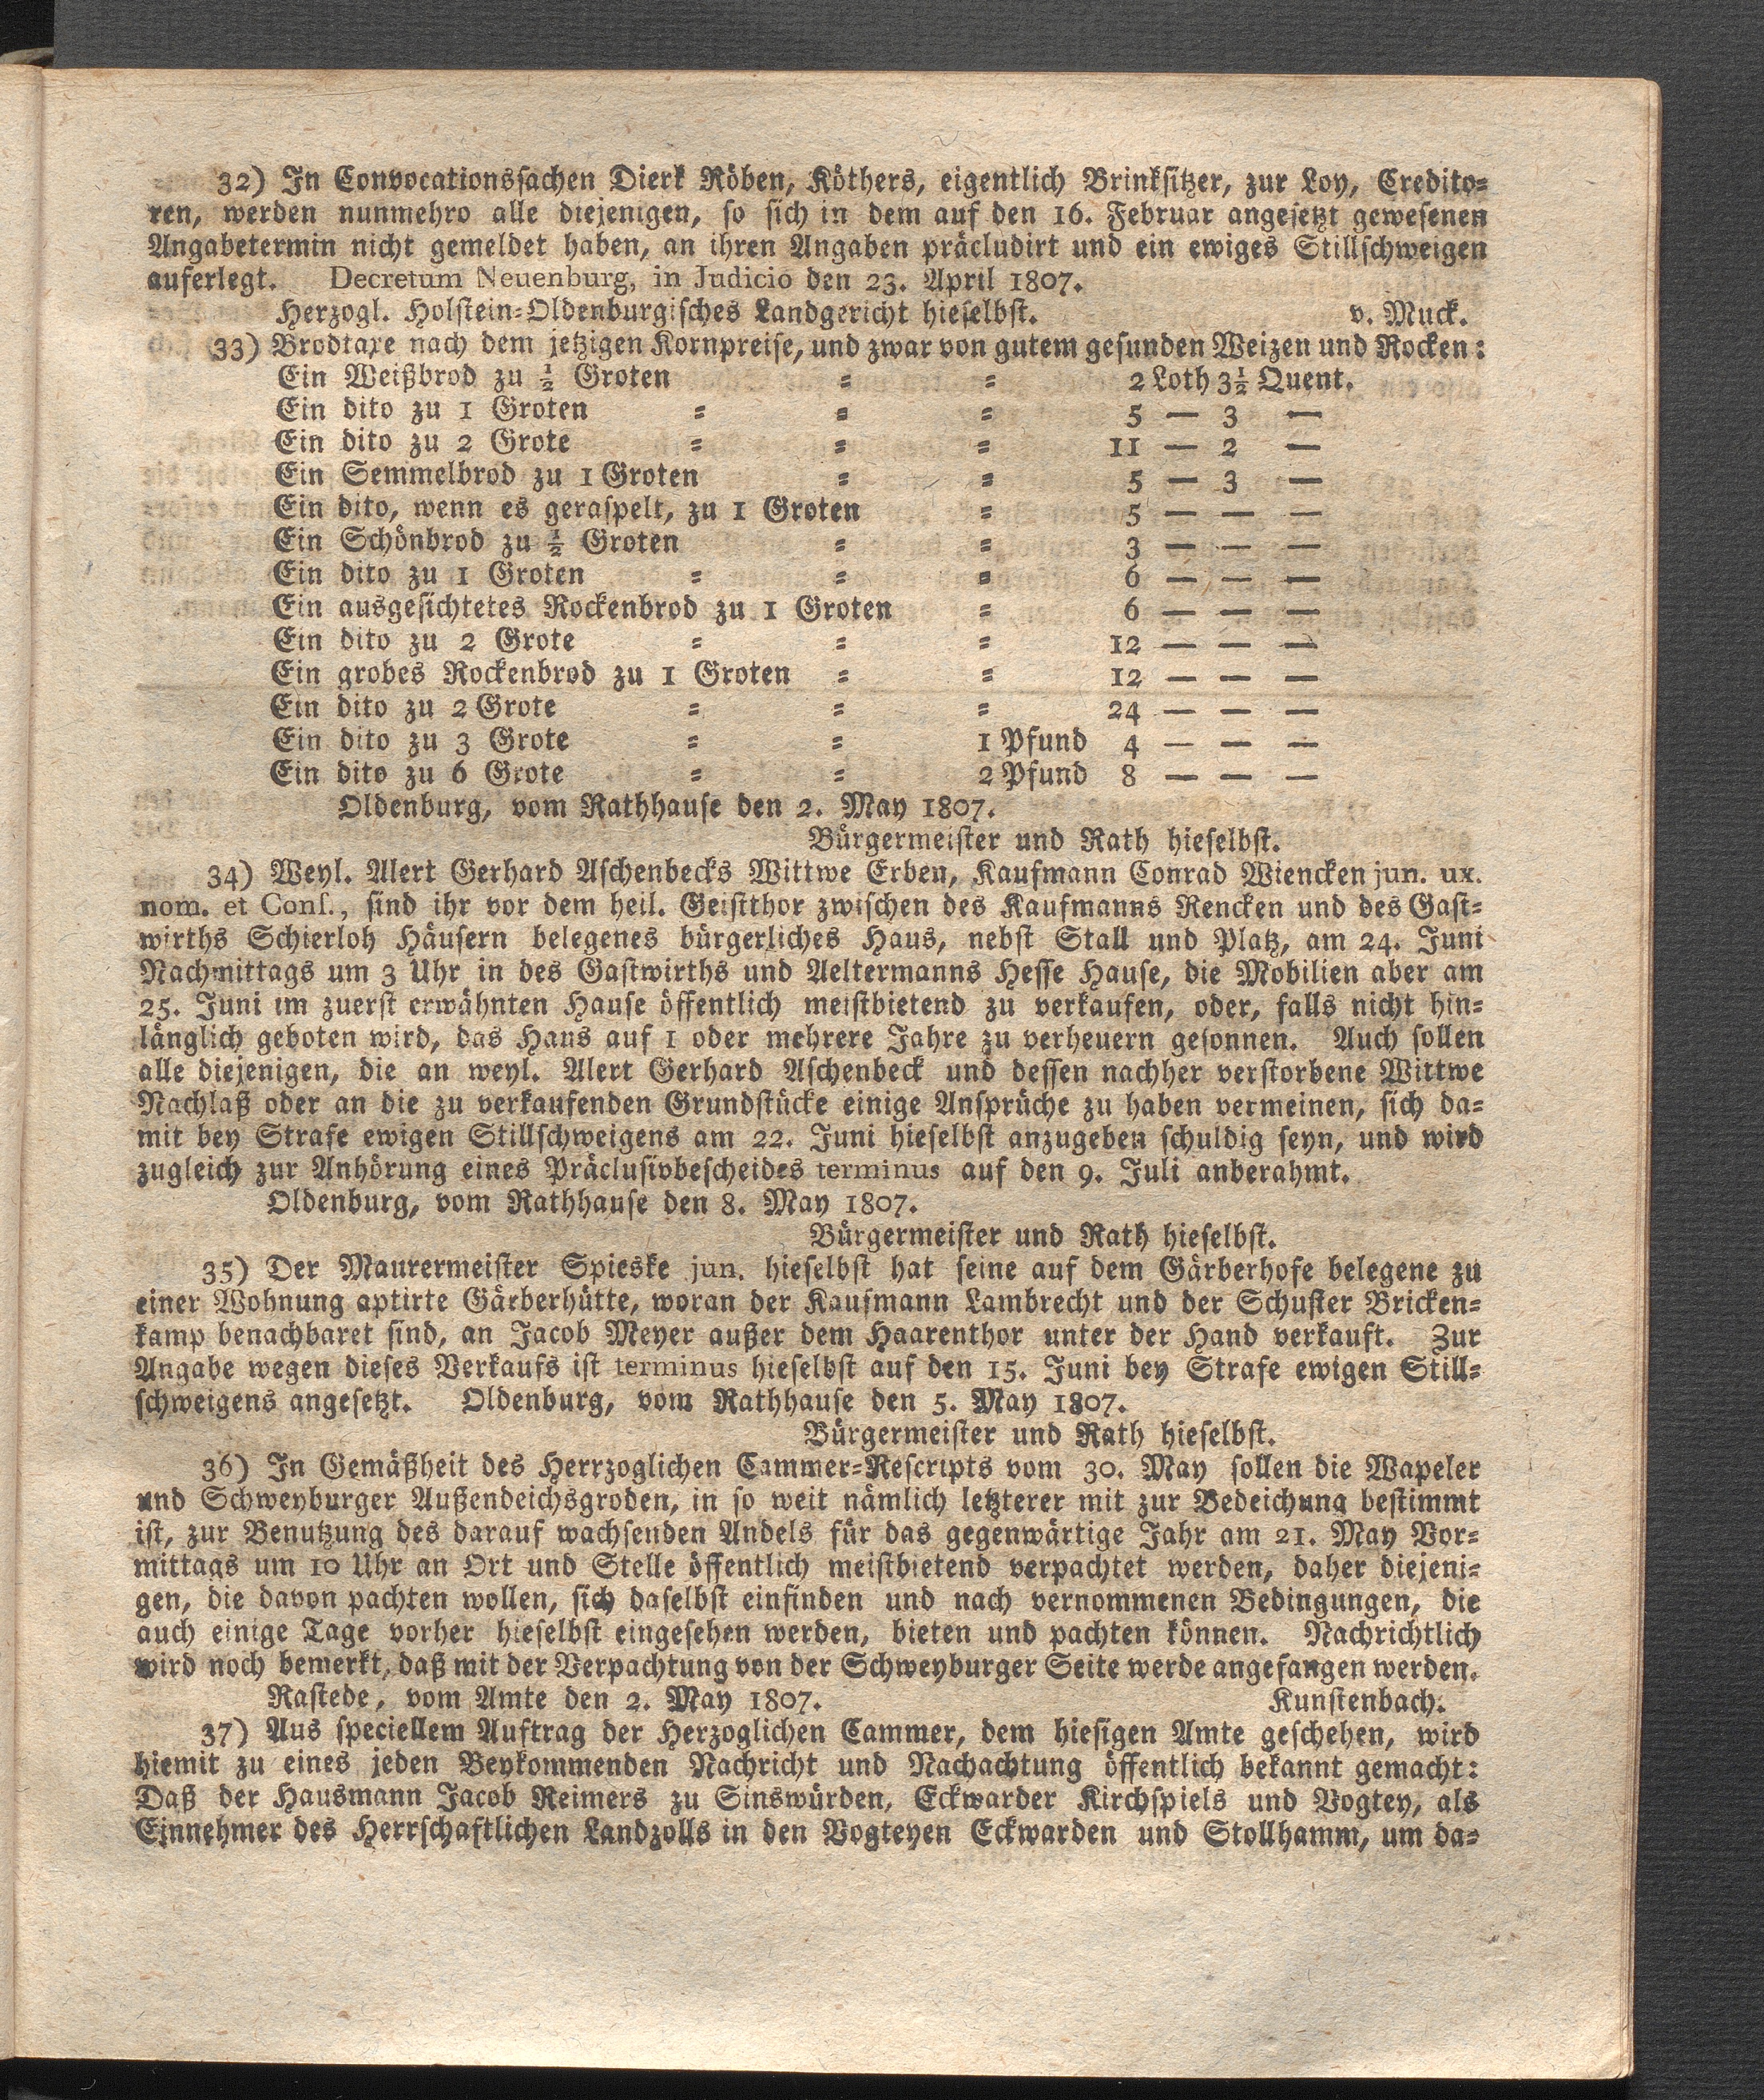 32) In Convocationssachen Dierk Röben, Köthers, eigentlich Brinksitzer, zur Loy, Credito=
ren, werden nunmehro alle diejenigen, so sich in dem auf den 16. Februar angesetzt gewesenen
Angabetermin nicht gemeldet haben, an ihren Angaben präcludirt und ein ewiges Stillschweigen
auferlegt. Decretum Neuenburg, in Judicio den 23. April 1807.
Herzogl. Holstein=Oldenburgisches Landgericht hieselbst. v. Muck.
33) Brodtaxe nach dem jetzigen Kornpreise, und zwar von gutem gesunden Weizen und Rocken:
Ein Weißbrod zu ½ Groten = = 2 Loth 3½ Quent.
Ein dito zu 1 Groten = = = 5 — 3 —
Ein dito zu 2 Grote = = = 11 — 2 —
Ein Semmelbrod zu 1 Groten = = 5 — 3 —
Ein dito, wenn es geraspelt, zu 1 Groten = 5 — — —
Ein Schönbrod zu ½ Groten = = 3 — — —
Ein dito zu 1 Groten = = = 6 — — —
Ein ausgesichtetes Rockenbrod zu 1 Groten = 6 — — —
Ein dito zu 2 Grote = = = 12 — — —
Ein grobes Rockenbrod zu 1 Groten = = 12 — — —
Ein dito zu 2 Grote = = = 24 — — —
Ein dito zu 3 Grote = = 1 Pfund 4 — — —
Ein dito zu 6 Grote = = 2 Pfund 8 — — —
Oldenburg, vom Rathhause den 2. May 1807.
Bürgermeister und Rath hieselbst.
34) Weyl. Alert Gerhard Aschenbecks Wittwe Erben, Kaufmann Conrad Wiencken jun. ux.
nom. et Conf., sind ihr vor dem heil. Geistthor zwischen des Kaufmanns Rencken und des Gast=
wirths Schierloh Häusern belegenes bürgerliches Haus, nebst Stall und Platz, am 24. Juni
Nachmittags um 3 Uhr in des Gastwirths und Aeltermanns Hesse Hause, die Mobilien aber am
25. Juni im zuerst erwähnten Hause öffentlich meistbietend zu verkaufen, oder, falls nicht hin=
länglich geboten wird, das Haus auf 1 oder mehrere Jahre zu verheuern gesonnen. Auch sollen
alle diejenigen, die an weyl. Alert Gerhard Aschenbeck und dessen nachher verstorbene Wittwe
Nachlaß oder an die zu verkaufenden Grundstücke einige Ansprüche zu haben vermeinen, sich da=
mit bey Strafe ewigen Stillschweigens am 22. Juni hieselbst anzugeben schuldig seyn, und wird
zugleich zur Anhörung eines Präclusivbescheides terminus auf den 9. Juli anberahmt.
Oldenburg, vom Rathhause den 8. May 1807.
Bürgermeister und Rath hieselbst.
35) Der Maurermeister Spieske jun. hieselbst hat seine auf dem Gärberhofe belegene zu
einer Wohnung aptirte Gärberhütte, woran der Kaufmann Lambrecht und der Schuster Bricken=
kamp benachbaret sind, an Jacob Meyer außer dem Haarenthor unter der Hand verkauft. Zur
Angabe wegen dieses Verkaufs ist terminus hieselbst auf den 15. Juni bey Strafe ewigen Still=
schweigens angesetzt. Oldenburg, vom Rathhause den 5. May 1807.
Bürgermeister und Rath hieselbst.
36) In Gemäßheit des Herrzoglichen Cammer=Rescripts vom 30. May sollen die Wapeler
und Schweyburger Außendeichsgroden, in so weit nämlich letzterer mit zur Bedeichung bestimmt
ist, zur Benutzung des darauf wachsenden Andels für das gegenwärtige Jahr am 21. May Vor=
mittags um 10 Uhr an Ort und Stelle öffentlich meistbietend verpachtet werden, daher diejeni=
gen, die davon pachten wollen, sich daselbst einfinden und nach vernommenen Bedingungen, die
auch einige Tage vorher hieselbst eingesehen werden, bieten und pachten können. Nachrichtlich
wird noch bemerkt, daß mit der Verpachtung von der Schweyburger Seite werde angefangen werden.
Rastede, vom Amte den 2. May 1807. Kunstenbach.
37) Aus speciellem Auftrag der Herzoglichen Cammer, dem hiesigen Amte geschehen, wird
hiemit zu eines jeden Beykommenden Nachricht und Nachachtung öffentlich bekannt gemacht:
Daß der Hausmann Jacob Reimers zu Sinswürden, Eckwarder Kirchspiels und Vogtey, als
Einnehmer des Herrschaftlichen Landzolls in den Vogteyen Eckwarden und Stollhamm, um da=